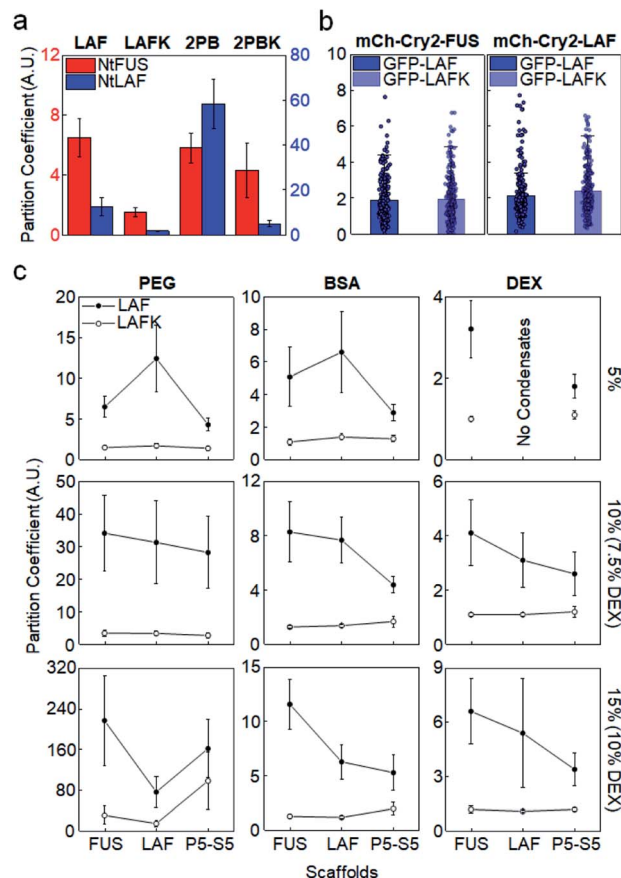 a
LAF LAFK 2PB 2PBK
NtFUS
NtLAF
Partition Coefficient (A.U.)
12
9
6
3
0
80
60
40
20
0
b
mCh-Cry2-FUS mCh-Cry2-LAF
GFP-LAF
GFP-LAFK
GFP-LAF
GFP-LAFK
10
8
6
4
2
0
c
PEG BSA DEX
LAF
LAFK
20
15
10
5
0
10
8
6
4
2
0
4
2
0
No Condensates
5%
Partition Coefficient (A.U.)
50
40
30
20
10
0
12
8
4
0
6
4
2
0
10% (7.5% DEX)
320
240
160
80
0
15
10
5
0
9
6
3
0
15% (10% DEX)
FUS LAF P5-S5 FUS LAF P5-S5 FUS LAF P5-S5
Scaffolds